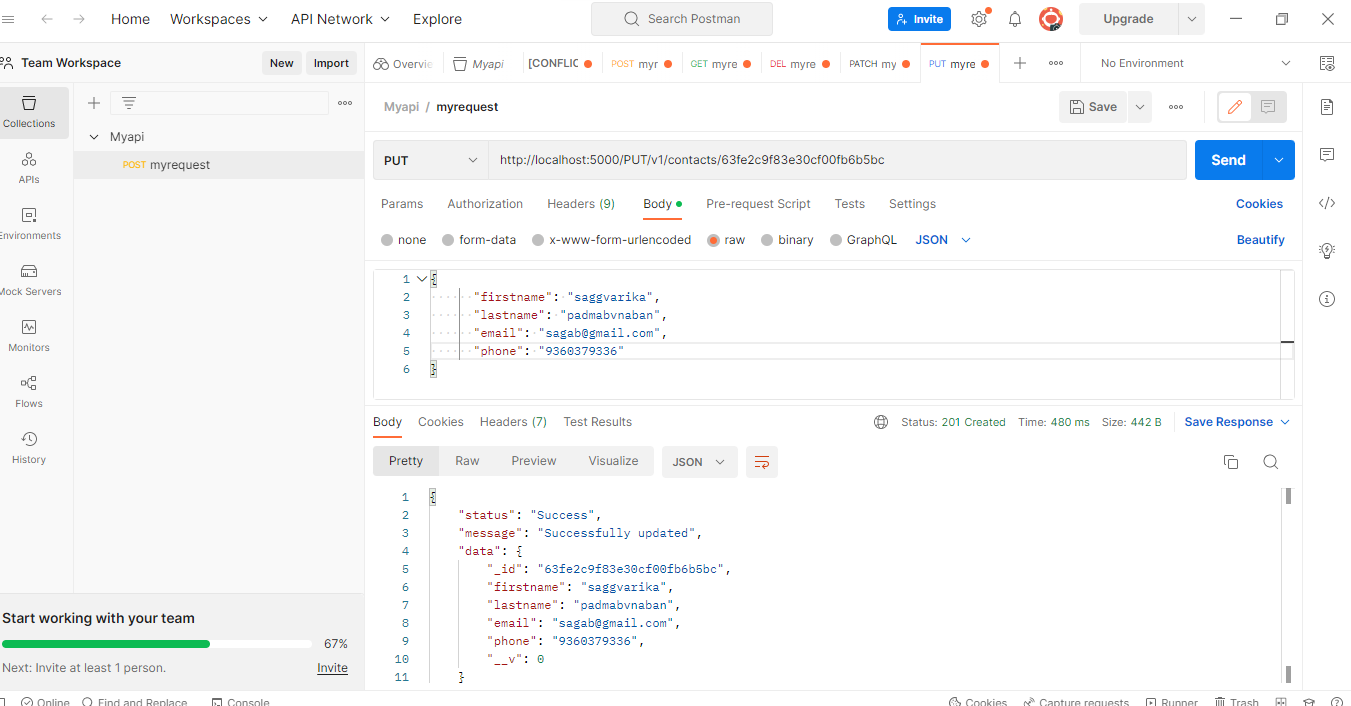 Home Workspaces API Network Explore Search Postman Invite Upgrade
Team Workspace New Import
Overvie Myapi [CONFLIC POST myr GET myre DEL myre PATCH my PUT myre No Environment
Myapi / myrequest Save
Collections
APIs
Environments
Mock Servers
Monitors
Flows
History
Myapi
POST myrequest
PUT http://localhost:5000/PUT/v1/contacts/63fe2c9f83e30cf00fb6b5bc Send
Params Authorization Headers (9) Body Pre-request Script Tests Settings Cookies
none form-data x-www-form-urlencoded raw binary GraphQL JSON Beautify
1 {
2 "firstname": "saggvarika",
3 "lastname": "padmabvnaban",
4 "email": "sagab@gmail.com",
5 "phone": "9360379336"
6 }
Body Cookies Headers (7) Test Results Status: 201 Created Time: 480 ms Size: 442 B Save Response
Pretty Raw Preview Visualize JSON
1 {
2 "status": "Success",
3 "message": "Successfully updated",
4 "data": {
5 "_id": "63fe2c9f83e30cf00fb6b5bc",
6 "firstname": "saggvarika",
7 "lastname": "padmabvnaban",
8 "email": "sagab@gmail.com",
9 "phone": "9360379336",
10 "__v": 0
11 }
Start working with your team
67%
Next: Invite at least 1 person. Invite
Online Find and Replace Console Cookies Capture requests Runner Trash